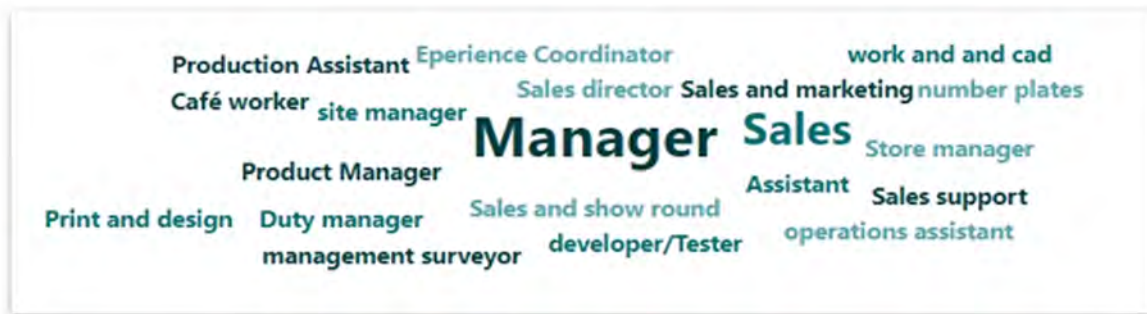 Production Assistant Eperience Coordinator work and and cad
Café worker site manager Sales director Sales and marketing number plates
Manager Sales Store manager
Product Manager Assistant Sales support
Print and design Duty manager Sales and show round operations assistant
management surveyor developer/Tester